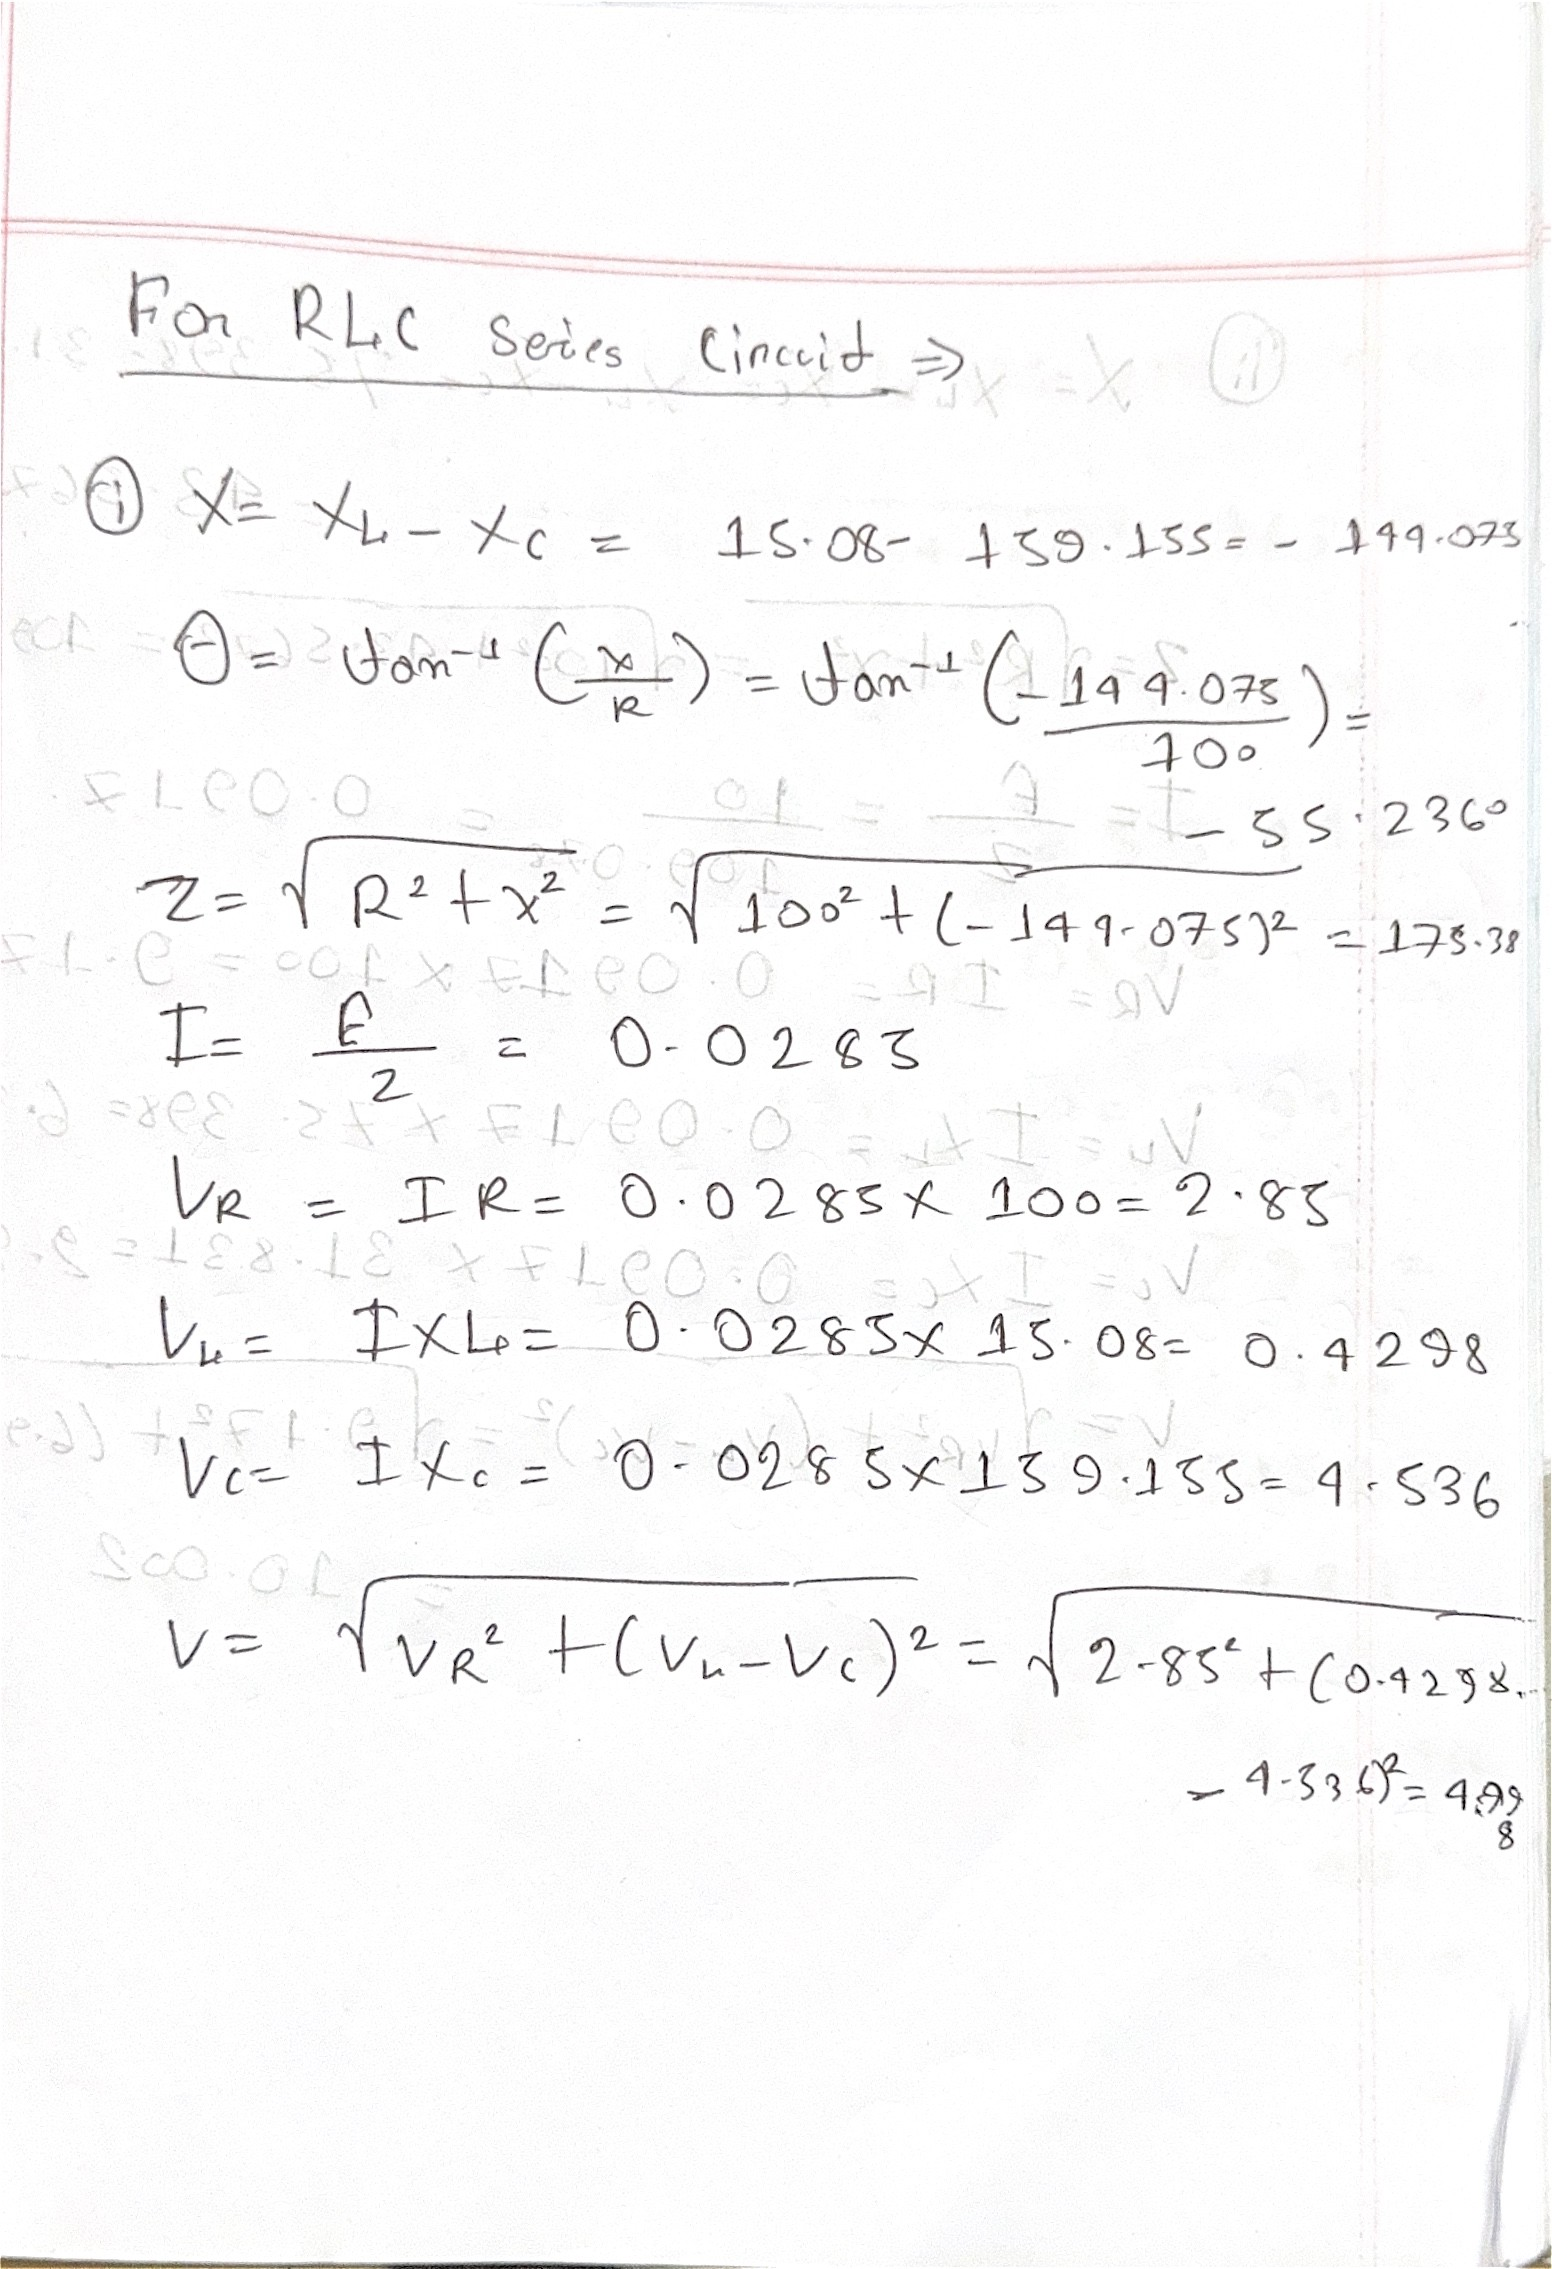 For RLC Series Circuit ⇒
(i) X = XL - XC = 15.08 - 159.155 = - 144.075
θ = tan⁻¹ (X/R) = tan⁻¹ (-144.075/100) =
- 55.236°
Z = √(R² + X²) = √(100² + (-144.075)²) = 175.38
I = E/Z = 0.0285
VR = IR = 0.0285 × 100 = 2.85
VL = IXL = 0.0285 × 15.08 = 0.4298
VC = IXC = 0.0285 × 159.155 = 4.536
V = √(VR² + (VL - VC)²) = √(2.85² + (0.4298
- 4.536)²) = 4.998